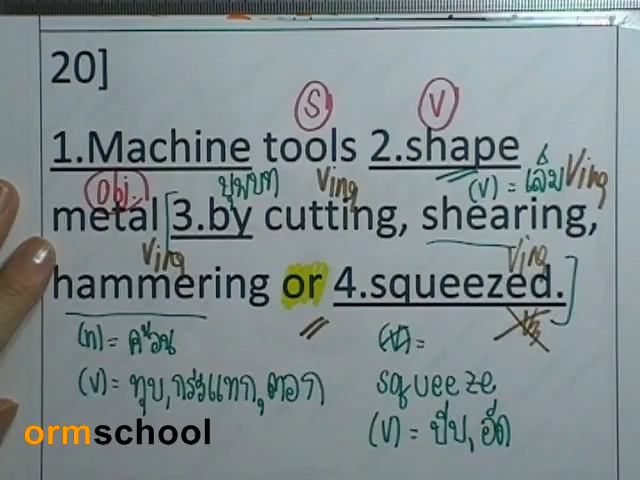 20]
S V
1.Machine tools 2.shape
Obj. บุพบท Ving (v) = เล็ม Ving
metal [3.by cutting, shearing,
Ving Ving
hammering or 4.squeezed.]
(n) = ค้อน (v) =
(v) = ทุบ, กระแทก, ตอก squeeze
(v) = บีบ, อัด
ormschool